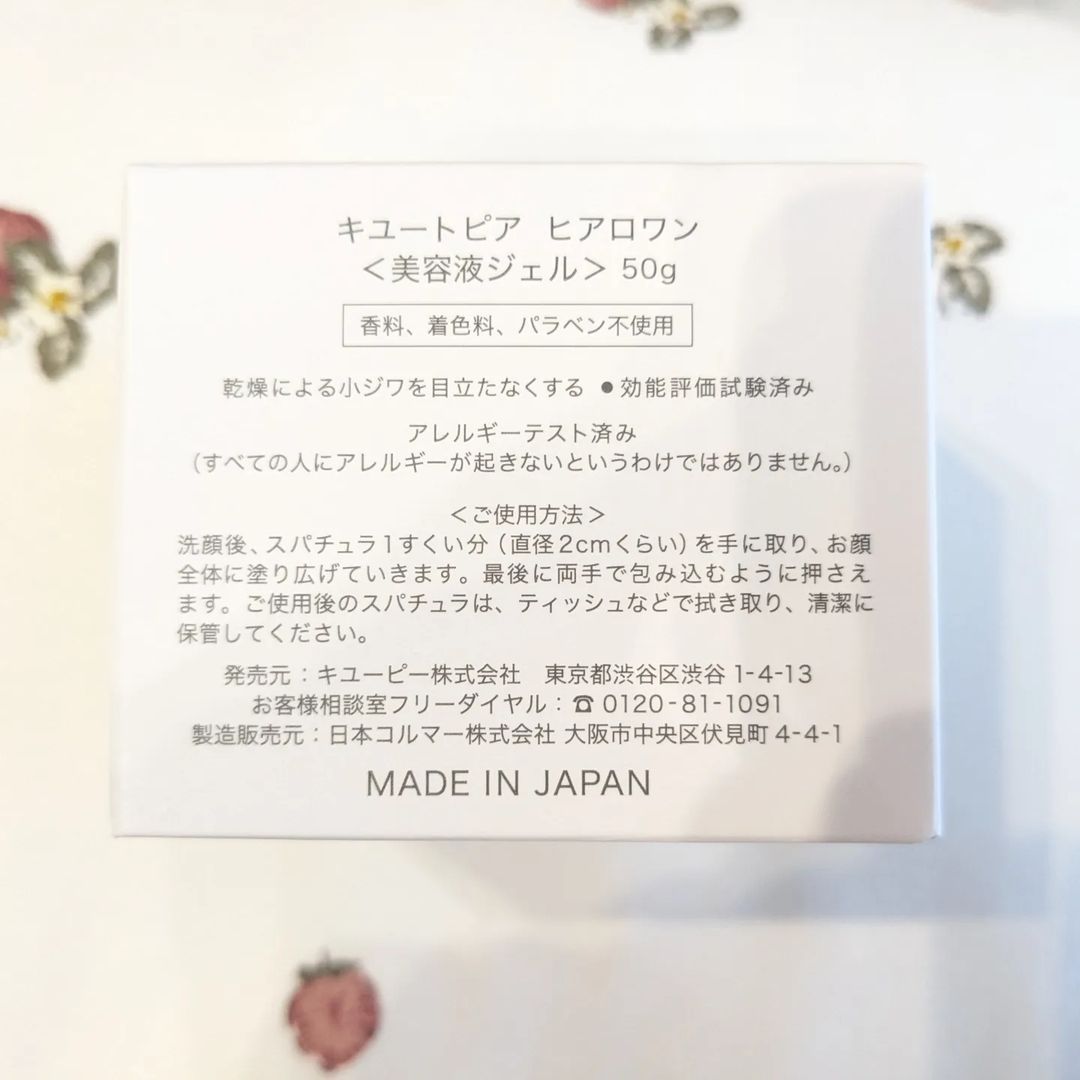 キユートピア ヒアロワン
＜美容液ジェル＞ 50g
香料、着色料、パラベン不使用
乾燥による小ジワを目立たなくする ●効能評価試験済み
アレルギーテスト済み
（すべての人にアレルギーが起きないというわけではありません。）
＜ご使用方法＞
洗顔後、スパチュラ1すくい分（直径2cmくらい）を手に取り、お顔
全体に塗り広げていきます。最後に両手で包み込むように押さえ
ます。ご使用後のスパチュラは、ティッシュなどで拭き取り、清潔に
保管してください。
発売元：キユーピー株式会社 東京都渋谷区渋谷 1-4-13
お客様相談室フリーダイヤル：☎ 0120-81-1091
製造販売元：日本コルマー株式会社 大阪市中央区伏見町 4-4-1
MADE IN JAPAN